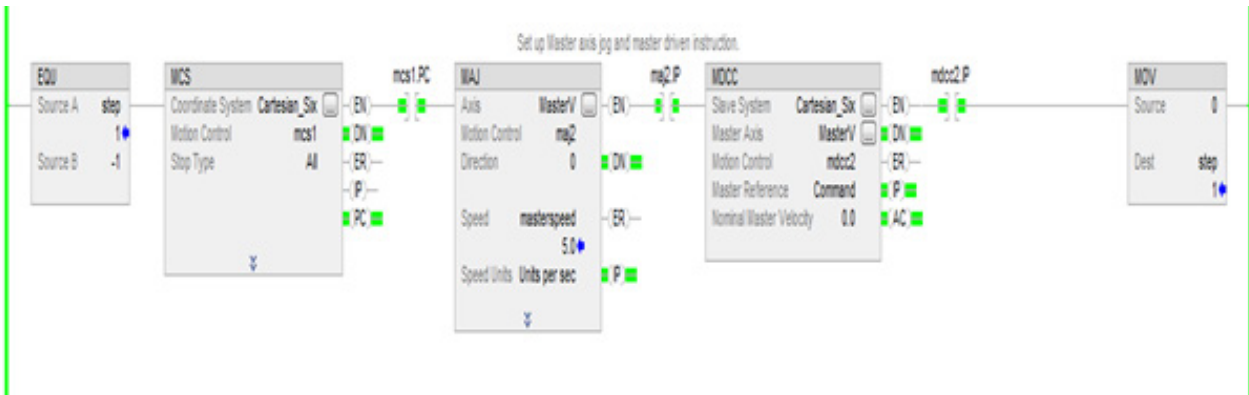 Set up Master axis jog and master driven instruction.
EQU
Source A step
1
Source B -1
MCS
Coordinate System Cartesian_Six ...
Motion Control mcs1
Stop Type All
(EN)
(DN)
(ER)
(IP)
(PC)
mcs1.PC
MAJ
Axis MasterV ...
Motion Control maj2
Direction 0
Speed masterspeed
5.0
Speed Units Units per sec
(EN)
(DN)
(ER)
(IP)
maj2.IP
MDCC
Slave System Cartesian_Six ...
Master Axis MasterV ...
Motion Control mdcc2
Master Reference Command
Nominal Master Velocity 0.0
(EN)
(DN)
(ER)
(IP)
(AC)
mdcc2.IP
MOV
Source 0
Dest step
1